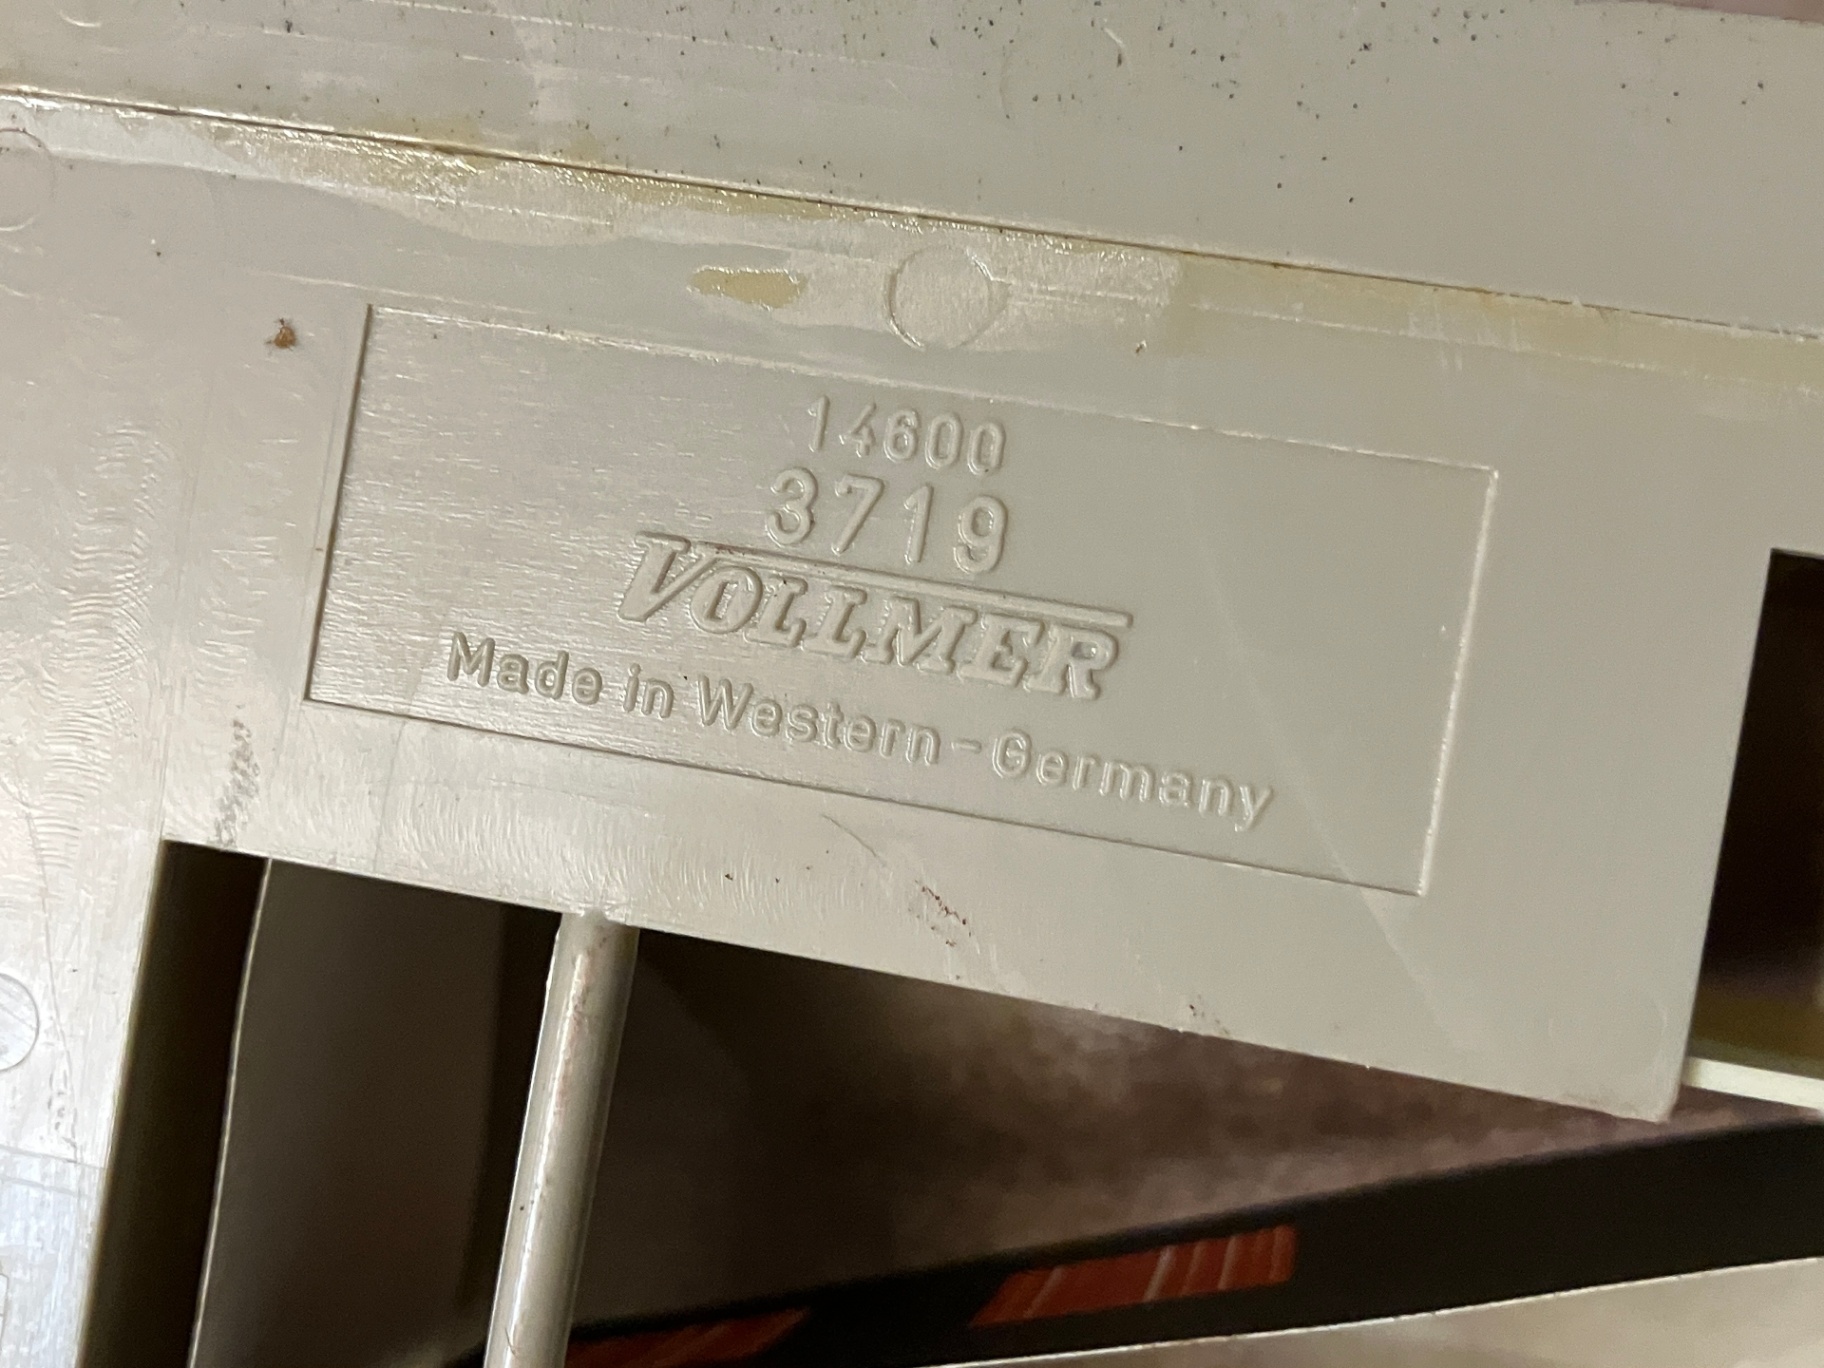 14600
3719
VOLLMER
Made in Western-Germany